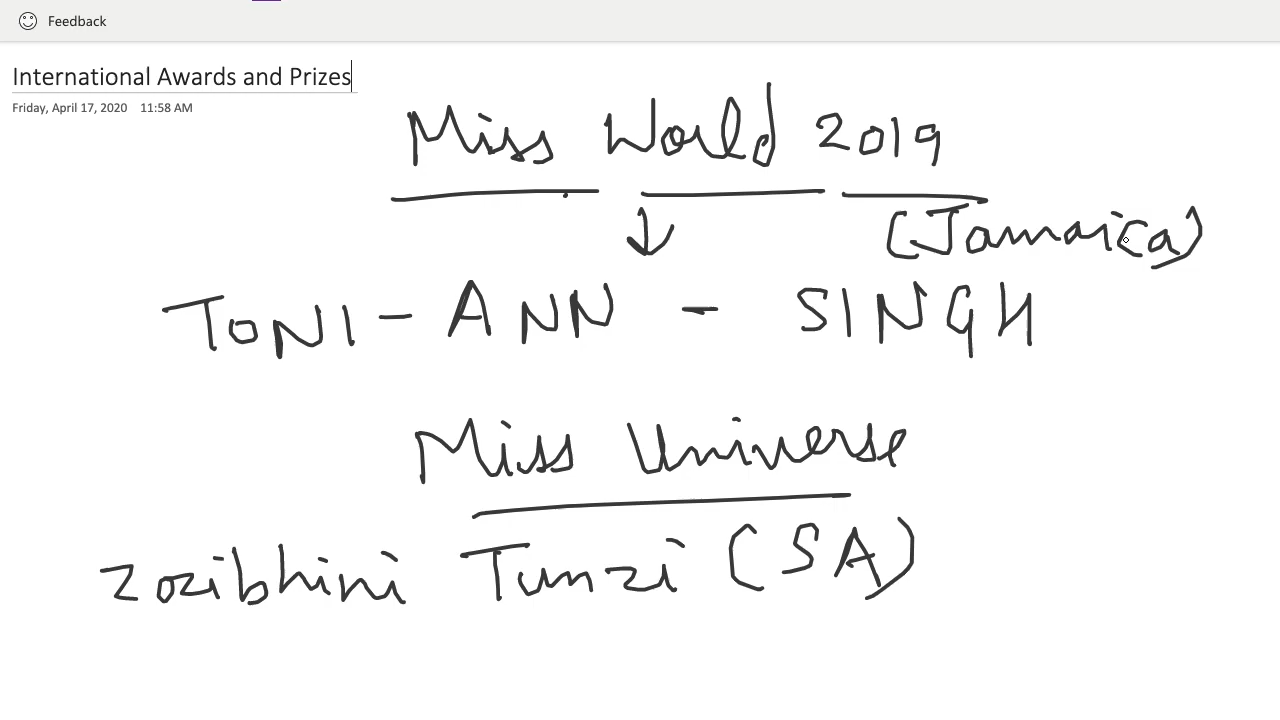 Feedback
International Awards and Prizes
Friday, April 17, 2020 11:58 AM
Miss World 2019
(Jamaica)
TONI - ANN - SINGH
Miss Universe
Zozibhini Tunzi (SA)